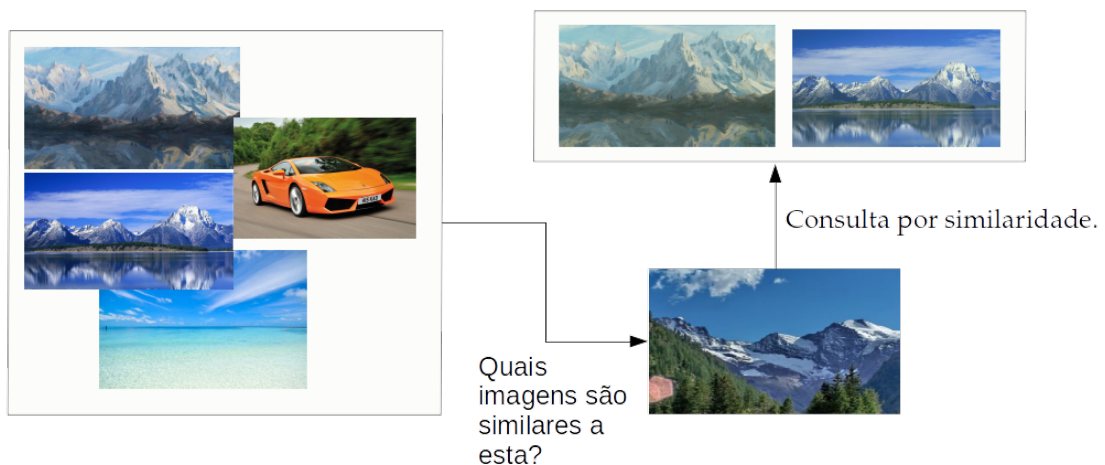 Consulta por similaridade.
Quais
imagens são
similares a
esta?